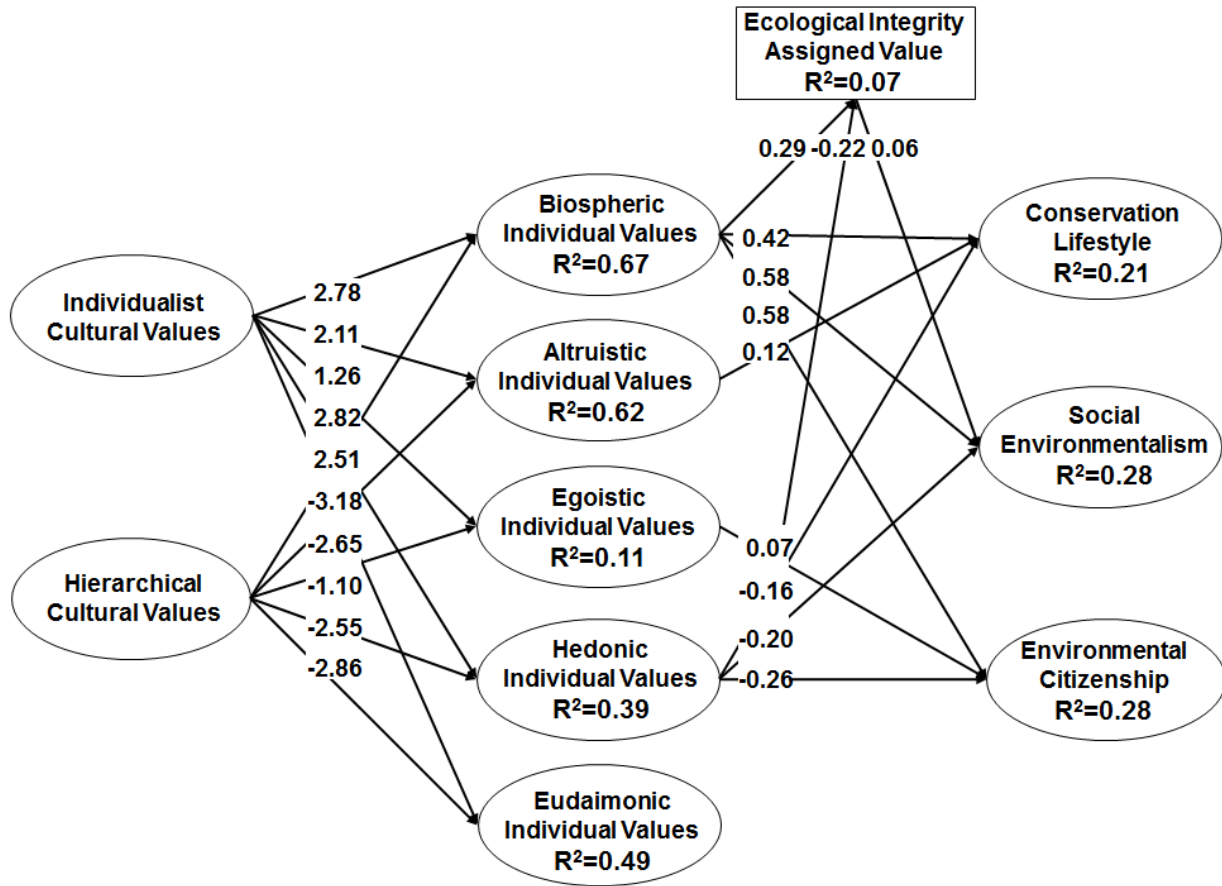 Ecological Integrity
Assigned Value
R²=0.07
0.29 -0.22 0.06
Biospheric
Individual Values
R²=0.67
Conservation
Lifestyle
R²=0.21
0.42
0.58
0.58
0.12
Individualist
Cultural Values
2.78
2.11
1.26
2.82
2.51
-3.18
-2.65
-1.10
-2.55
-2.86
Altruistic
Individual Values
R²=0.62
Social
Environmentalism
R²=0.28
Egoistic
Individual Values
R²=0.11
0.07
-0.16
-0.20
-0.26
Hierarchical
Cultural Values
Hedonic
Individual Values
R²=0.39
Environmental
Citizenship
R²=0.28
Eudaimonic
Individual Values
R²=0.49